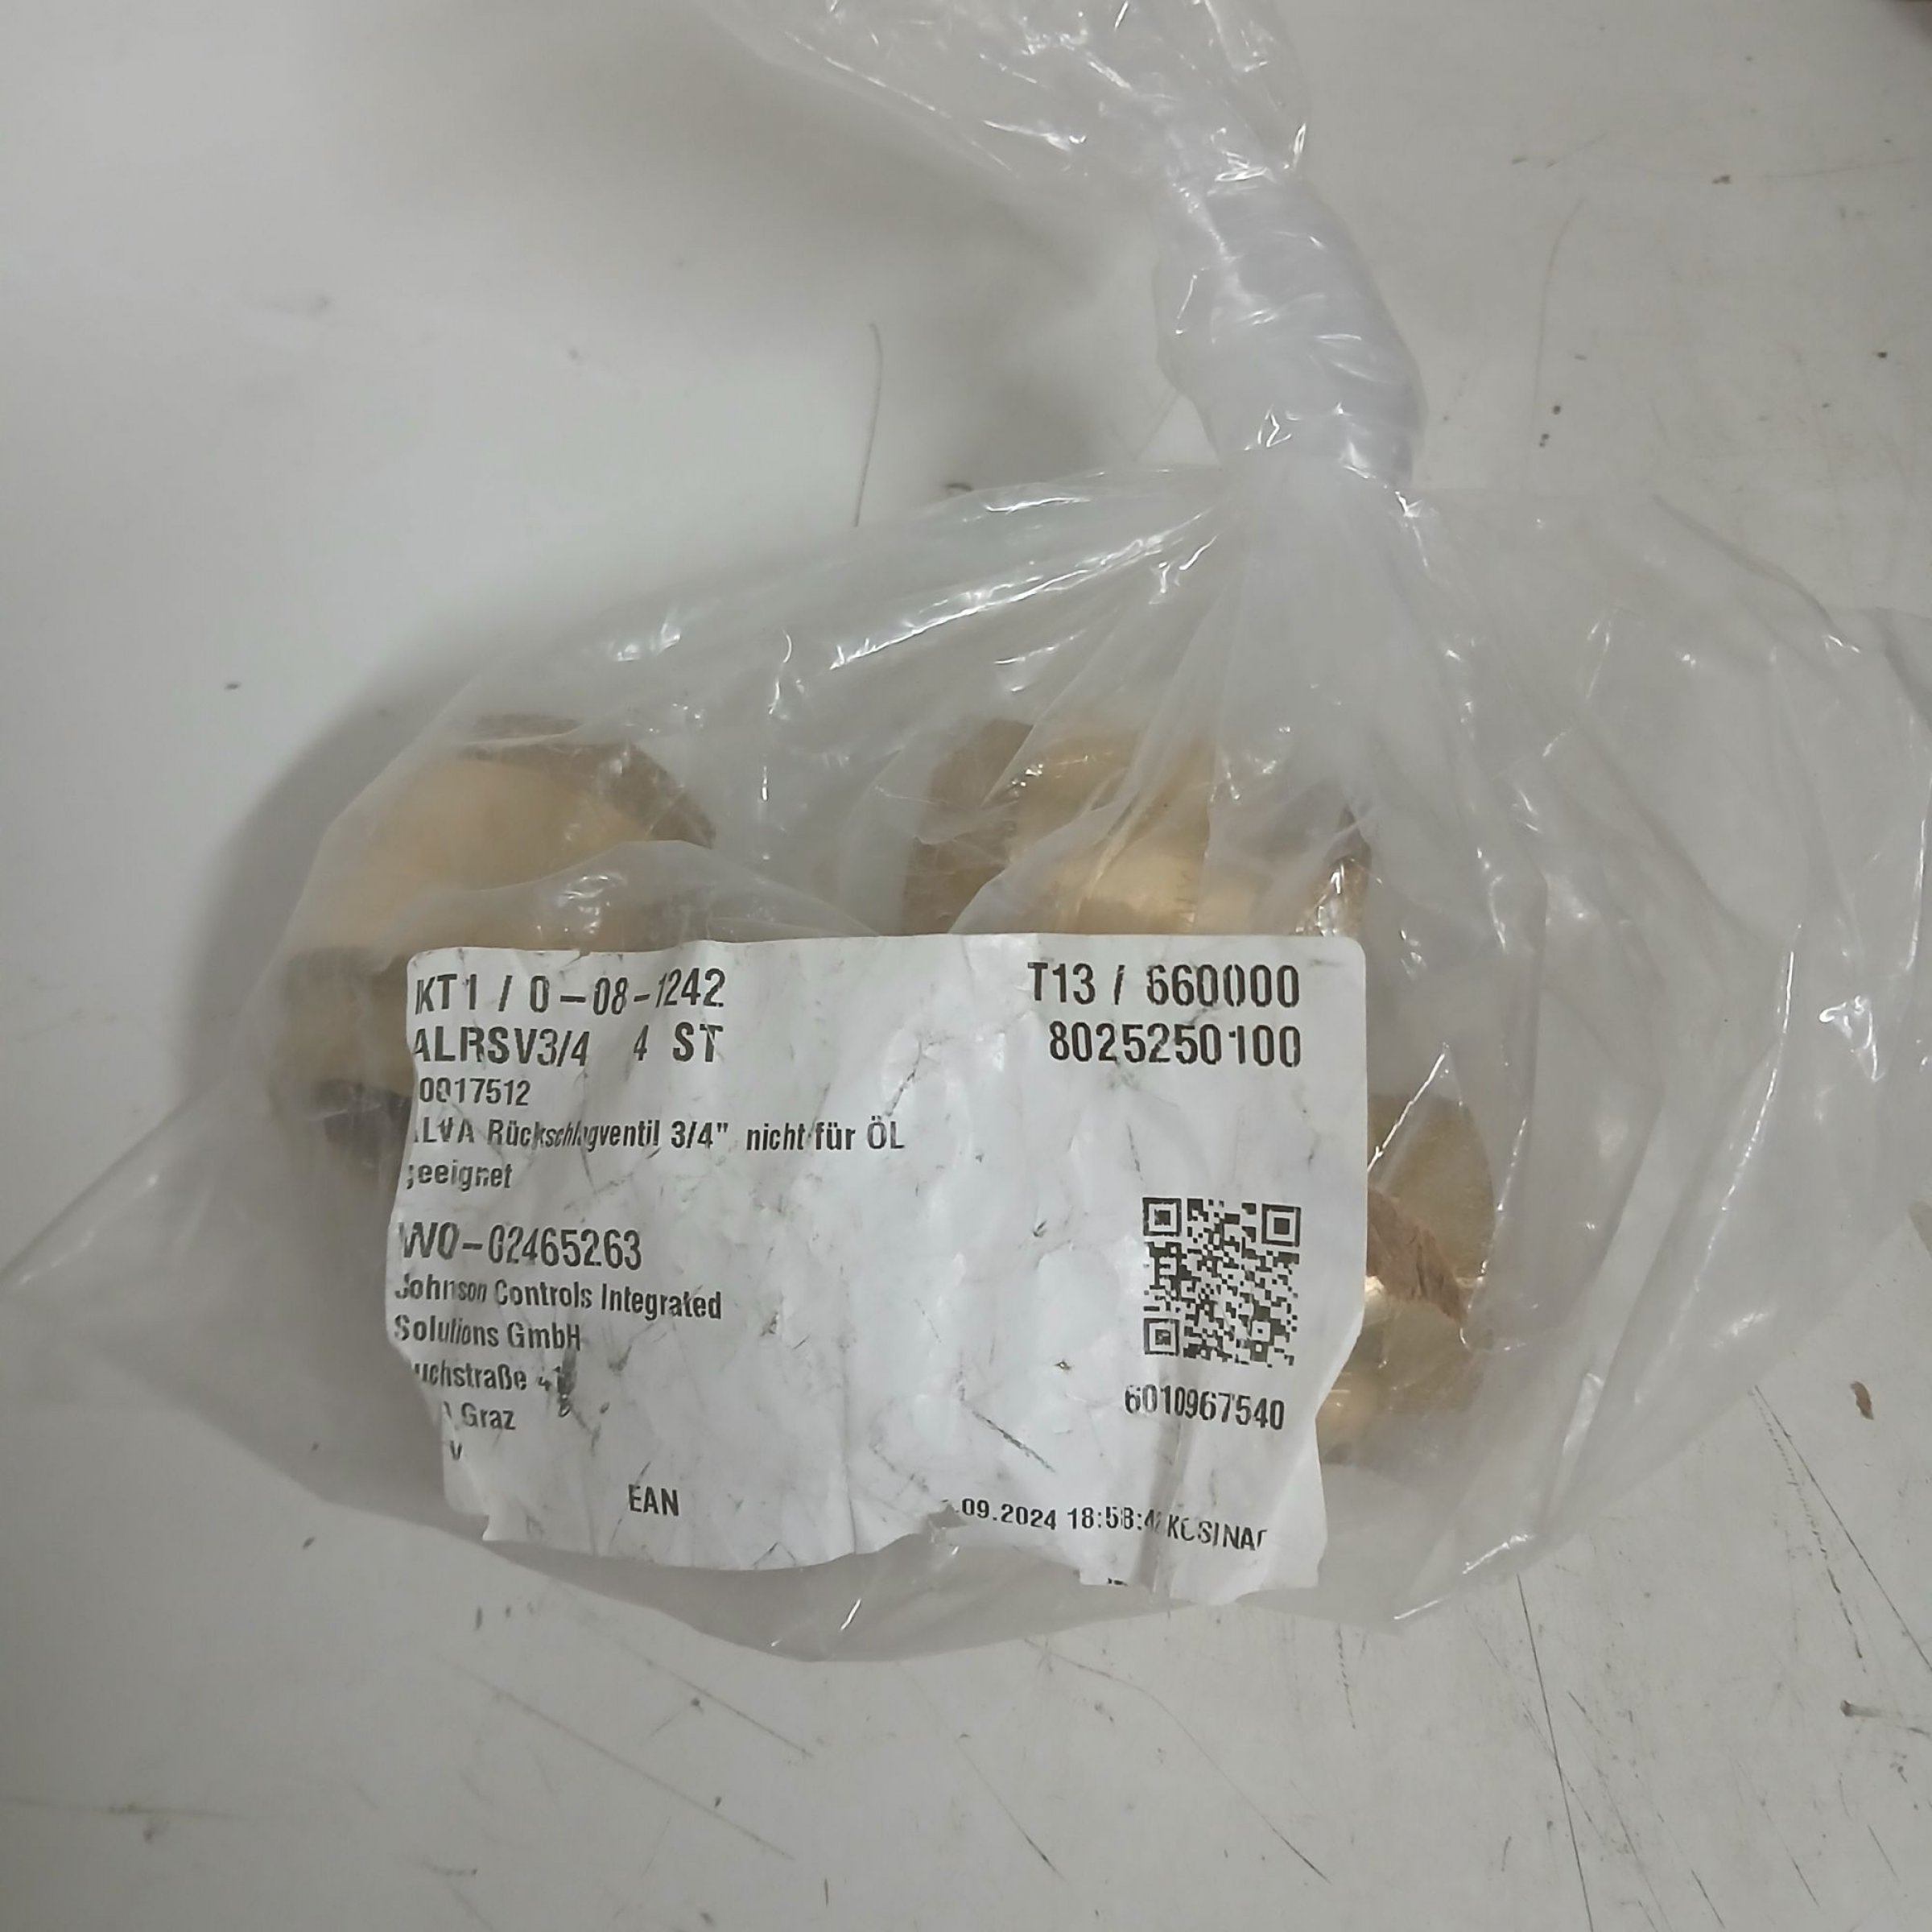 KT1 / 0-08-1242 T13 / 660000
ALRSV3/4 4 ST 8025250100
0017512
LVA Rückschlagventil 3/4" nicht für ÖL
geeignet
WO-02465263
Johnson Controls Integrated
Solutions GmbH
uchstraße 41
Graz
6010967540
EAN
.09.2024 18:58:4